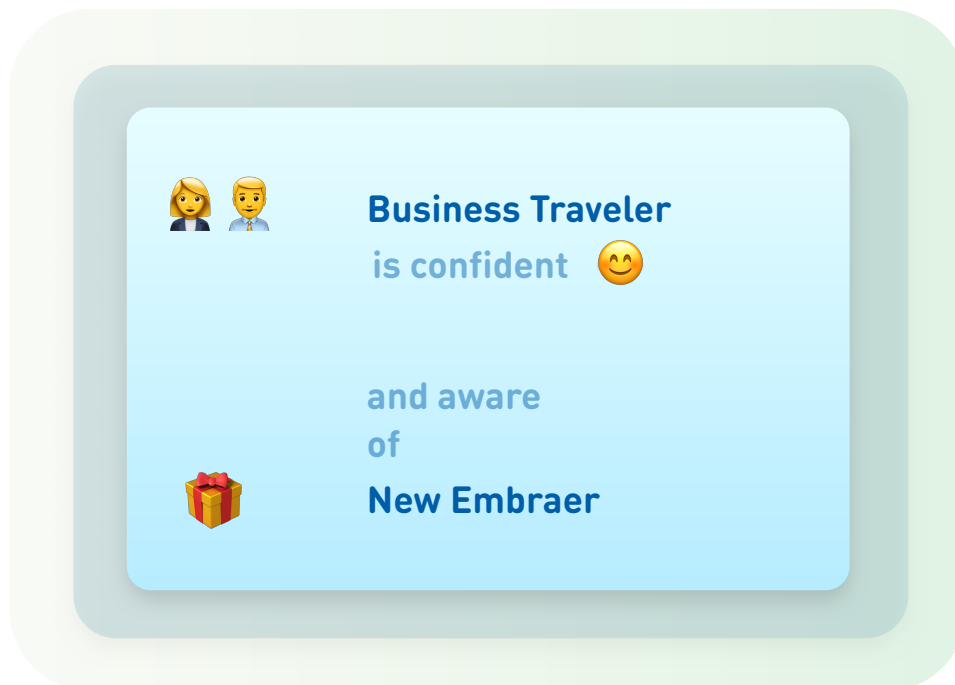 Business Traveler
is confident
and aware
of
New Embraer